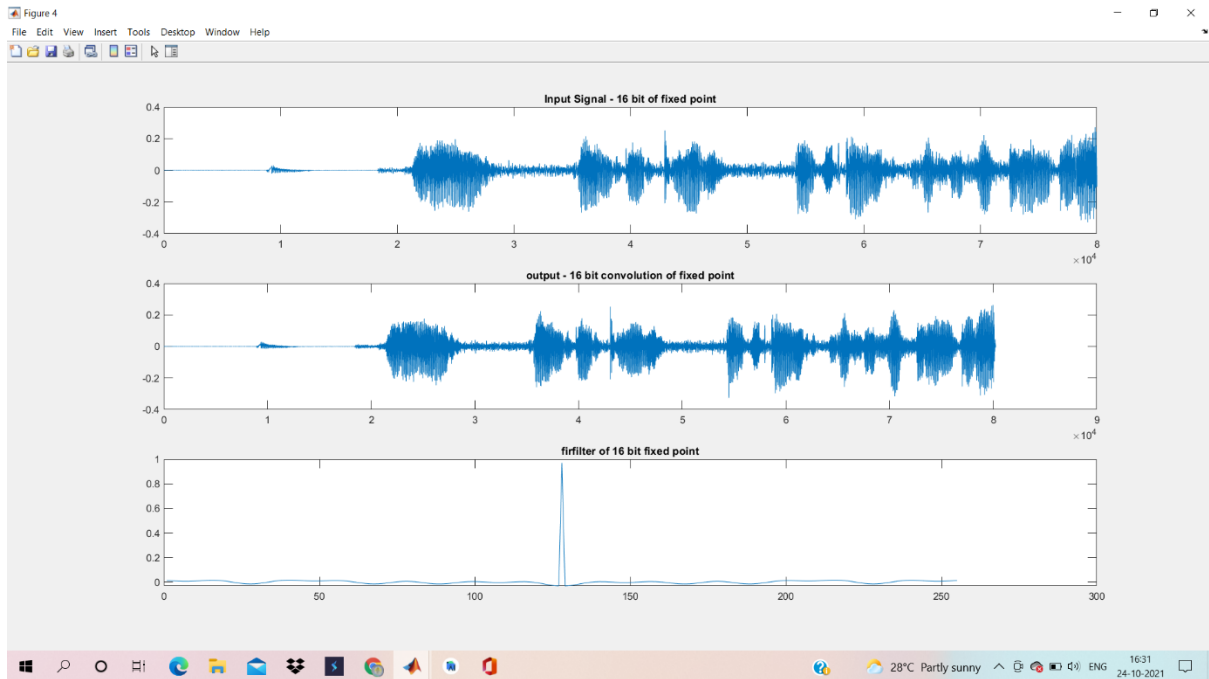 Figure 4
File Edit View Insert Tools Desktop Window Help
Input Signal - 16 bit of fixed point
0.4
0.2
0
-0.2
-0.4
0 1 2 3 4 5 6 7 8
×10⁴
output - 16 bit convolution of fixed point
0.4
0.2
0
-0.2
-0.4
0 1 2 3 4 5 6 7 8 9
×10⁴
firfilter of 16 bit fixed point
1
0.8
0.6
0.4
0.2
0
0 50 100 150 200 250 300
28°C Partly sunny ENG 16:31
24-10-2021